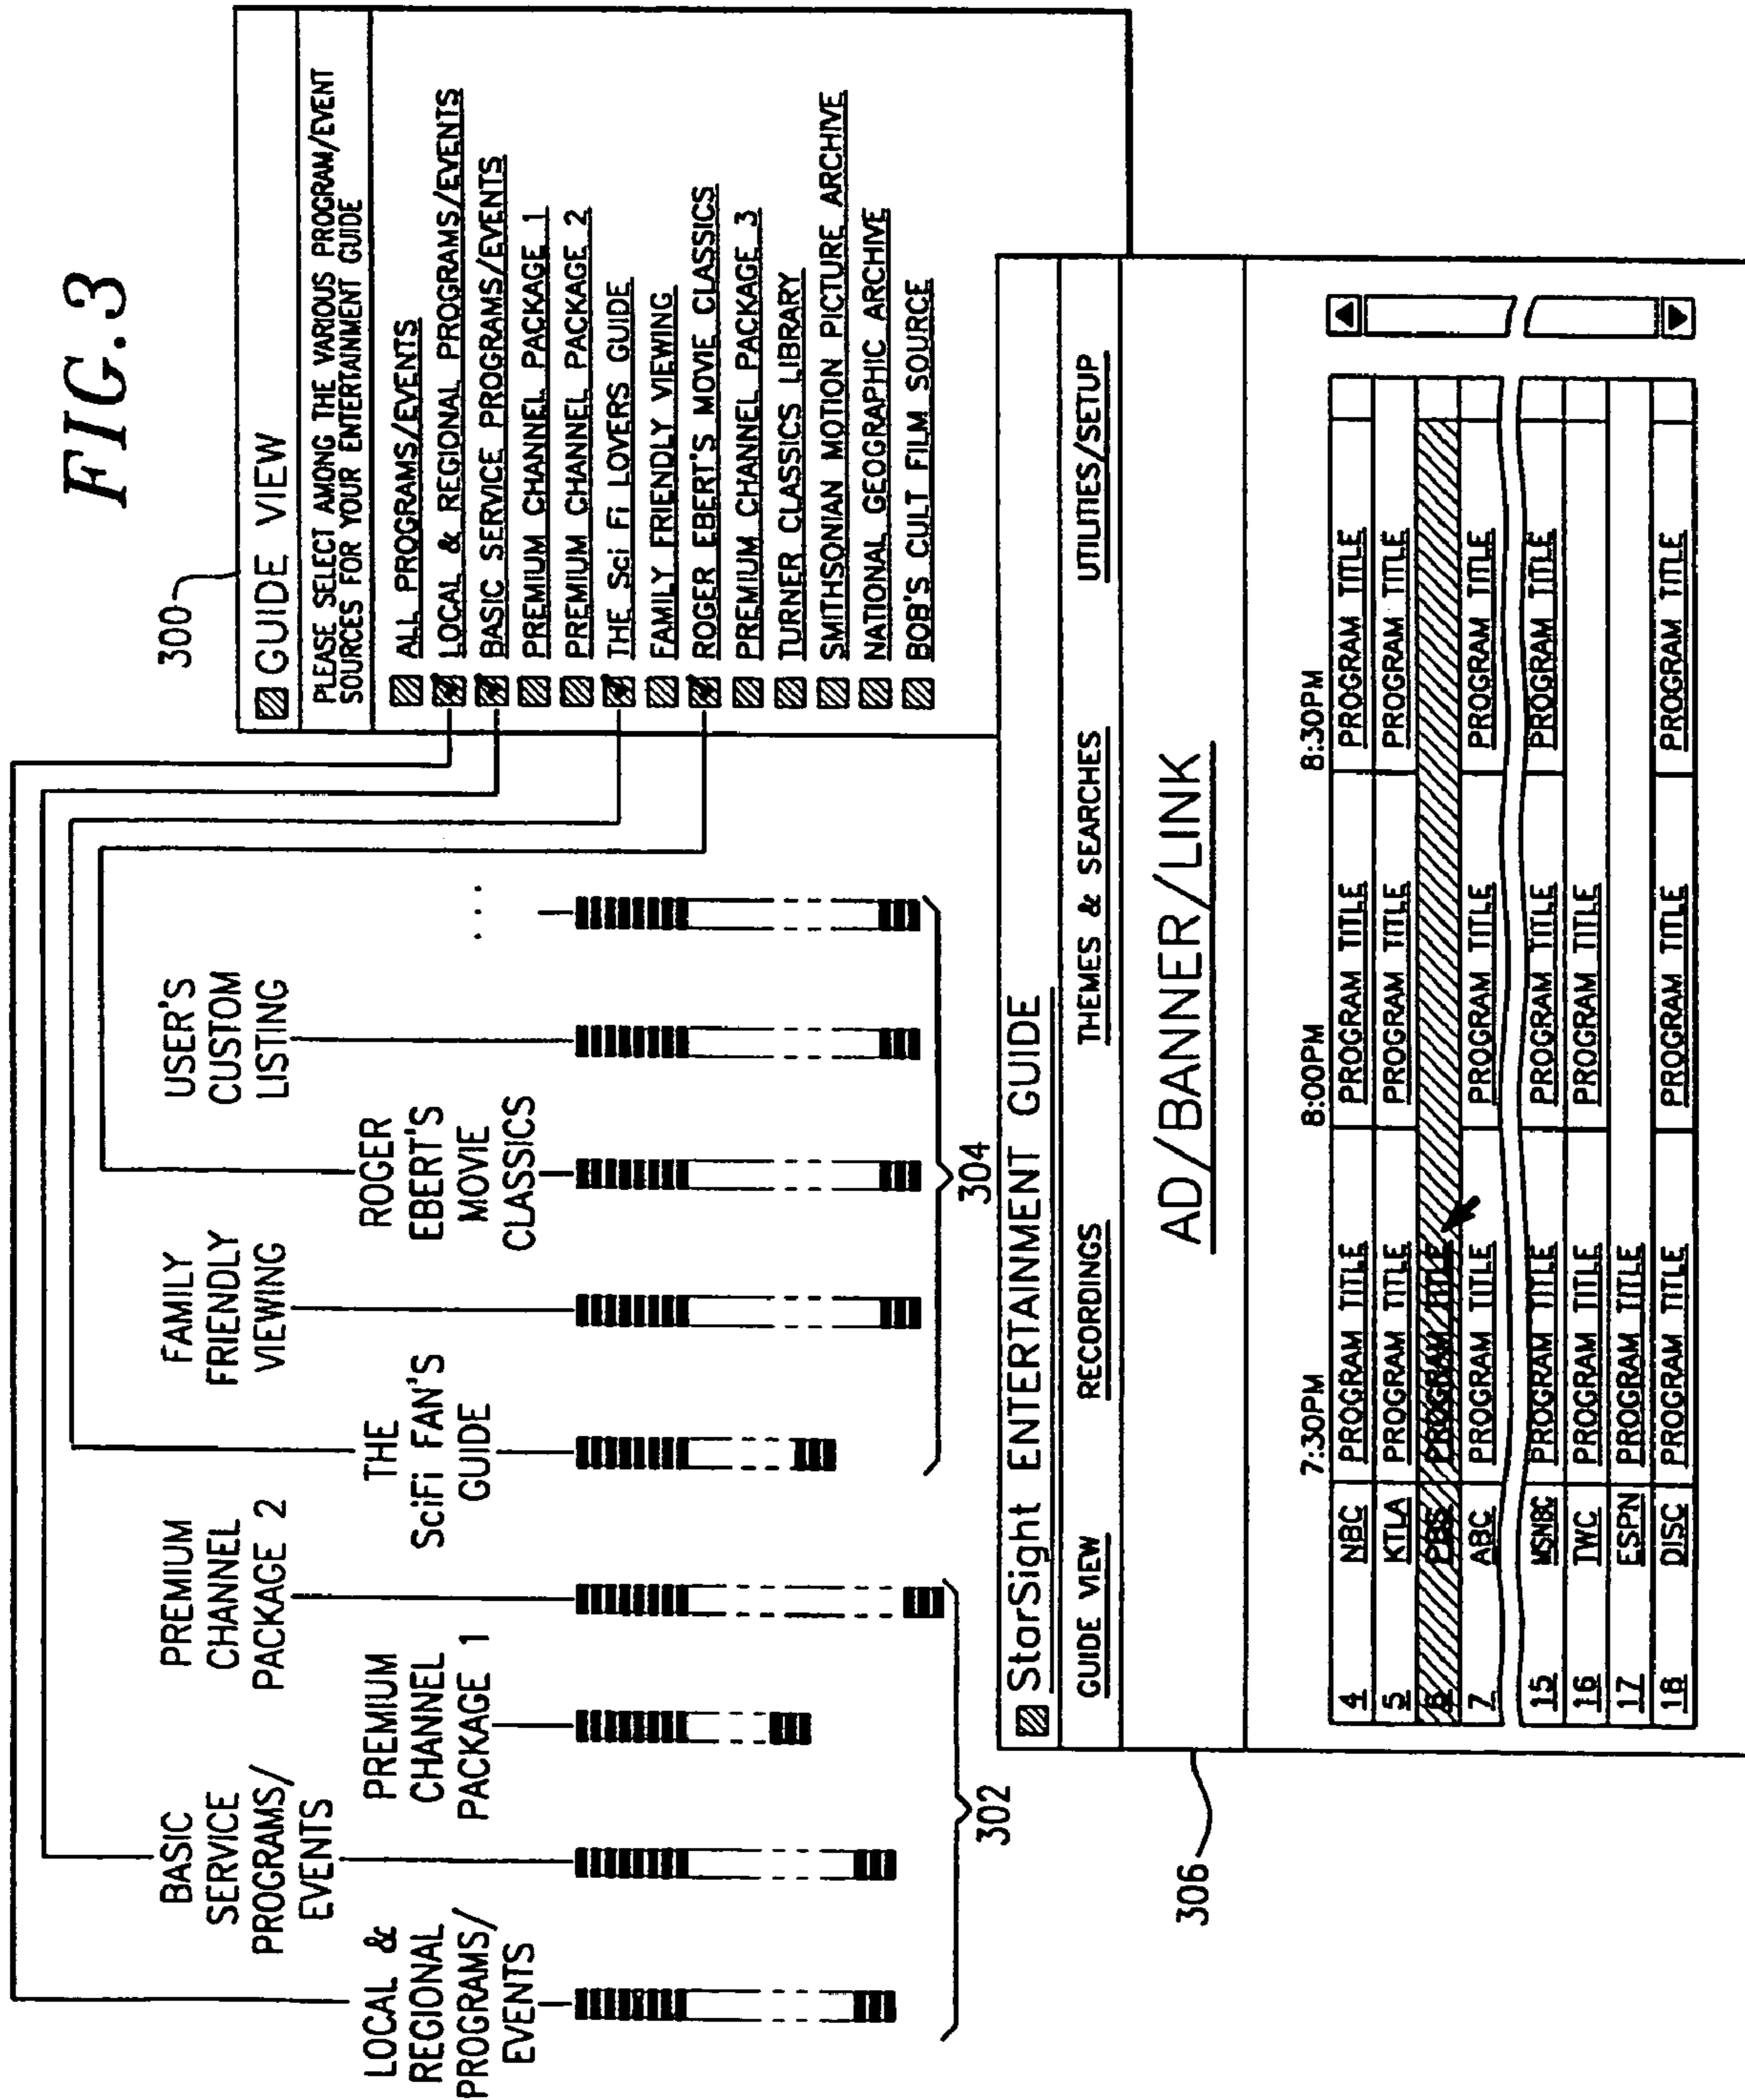 FIG.3
LOCAL &
REGIONAL
PROGRAMS/
EVENTS
BASIC
SERVICE
PROGRAMS/
EVENTS
PREMIUM
CHANNEL
PACKAGE 1
PREMIUM
CHANNEL
PACKAGE 2
THE
SciFi FAN'S
GUIDE
FAMILY
FRIENDLY
VIEWING
ROGER
EBERT'S
MOVIE
CLASSICS
USER'S
CUSTOM
LISTING
...
302
304
300
GUIDE VIEW
PLEASE SELECT AMONG THE VARIOUS PROGRAM/EVENT
SOURCES FOR YOUR ENTERTAINMENT GUIDE
ALL PROGRAMS/EVENTS
LOCAL & REGIONAL PROGRAMS/EVENTS
BASIC SERVICE PROGRAMS/EVENTS
PREMIUM CHANNEL PACKAGE 1
PREMIUM CHANNEL PACKAGE 2
THE Sci Fi LOVERS GUIDE
FAMILY FRIENDLY VIEWING
ROGER EBERT'S MOVIE CLASSICS
PREMIUM CHANNEL PACKAGE 3
TURNER CLASSICS LIBRARY
SMITHSONIAN MOTION PICTURE ARCHIVE
NATIONAL GEOGRAPHIC ARCHIVE
BOB'S CULT FILM SOURCE
306
StorSight ENTERTAINMENT GUIDE
GUIDE VIEW RECORDINGS THEMES & SEARCHES UTILITIES/SETUP
AD/BANNER/LINK
7:30PM 8:00PM 8:30PM
4 NBC PROGRAM TITLE PROGRAM TITLE PROGRAM TITLE
5 KTLA PROGRAM TITLE PROGRAM TITLE PROGRAM TITLE
6 PBS PROGRAM TITLE
7 ABC PROGRAM TITLE PROGRAM TITLE PROGRAM TITLE
15 MSNBC PROGRAM TITLE PROGRAM TITLE PROGRAM TITLE
16 TWC PROGRAM TITLE PROGRAM TITLE
17 ESPN PROGRAM TITLE
18 DISC PROGRAM TITLE PROGRAM TITLE PROGRAM TITLE